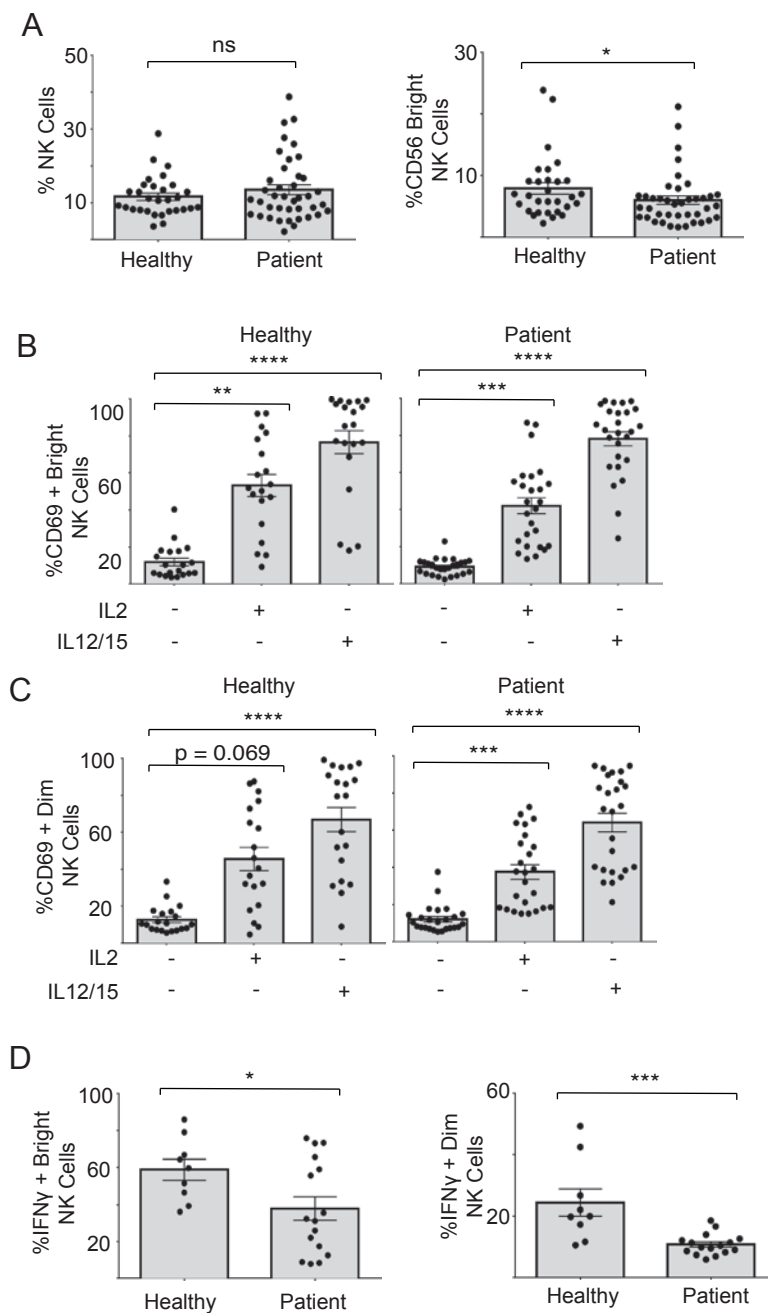 A
ns
50
30
10
% NK Cells
Healthy
Patient
*
30
10
%CD56 Bright
NK Cells
Healthy
Patient
B
Healthy
Patient
****
**
****
***
100
60
20
%CD69 + Bright
NK Cells
IL2 - + - - + -
IL12/15 - - + - - +
C
Healthy
Patient
****
p = 0.069
****
***
100
60
20
%CD69 + Dim
NK Cells
IL2 - + - - + -
IL12/15 - - + - - +
D
*
100
60
20
%IFNγ + Bright
NK Cells
Healthy
Patient
***
60
20
%IFNγ + Dim
NK Cells
Healthy
Patient